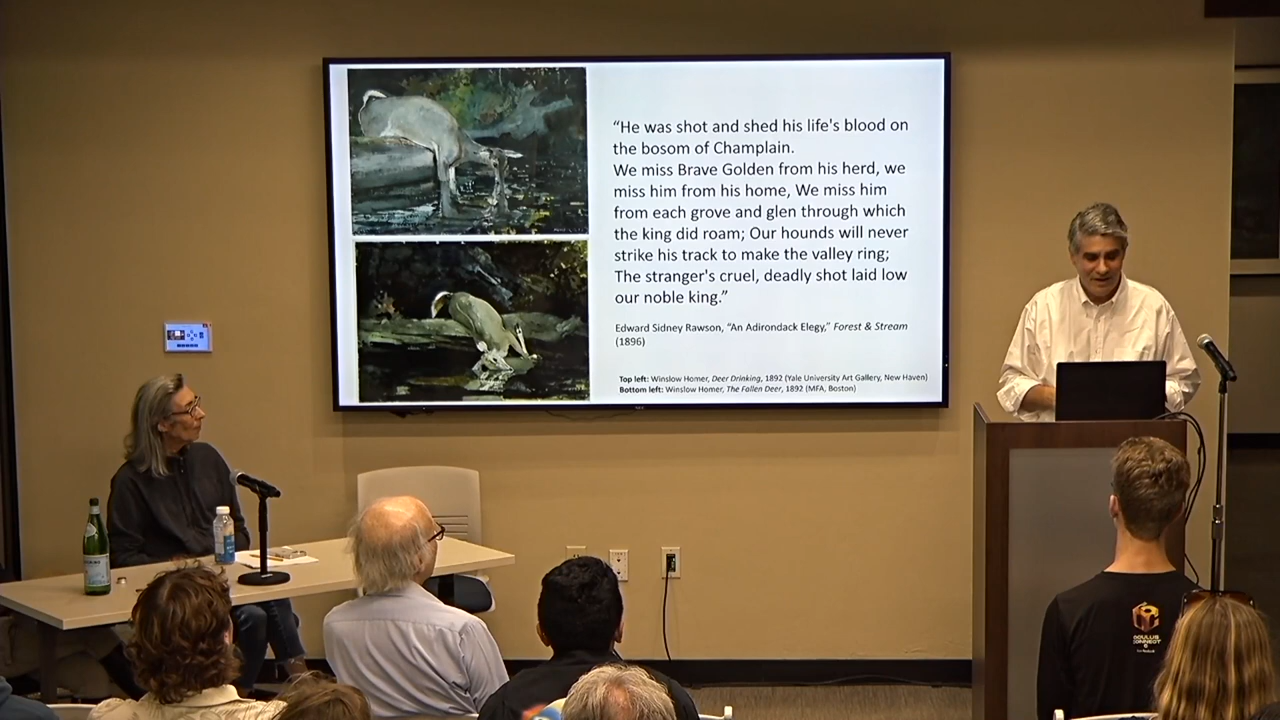 “He was shot and shed his life's blood on
the bosom of Champlain.
We miss Brave Golden from his herd, we
miss him from his home, We miss him
from each grove and glen through which
the king did roam; Our hounds will never
strike his track to make the valley ring;
The stranger's cruel, deadly shot laid low
our noble king.”
Edward Sidney Rawson, “An Adirondack Elegy,” Forest & Stream
(1896)
Top left: Winslow Homer, Deer Drinking, 1892 (Yale University Art Gallery, New Haven)
Bottom left: Winslow Homer, The Fallen Deer, 1892 (MFA, Boston)
OCULUS
CONNECT
6